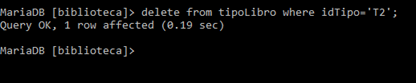 MariaDB [biblioteca]> delete from tipoLibro where idTipo='T2';
Query OK, 1 row affected (0.19 sec)
MariaDB [biblioteca]>